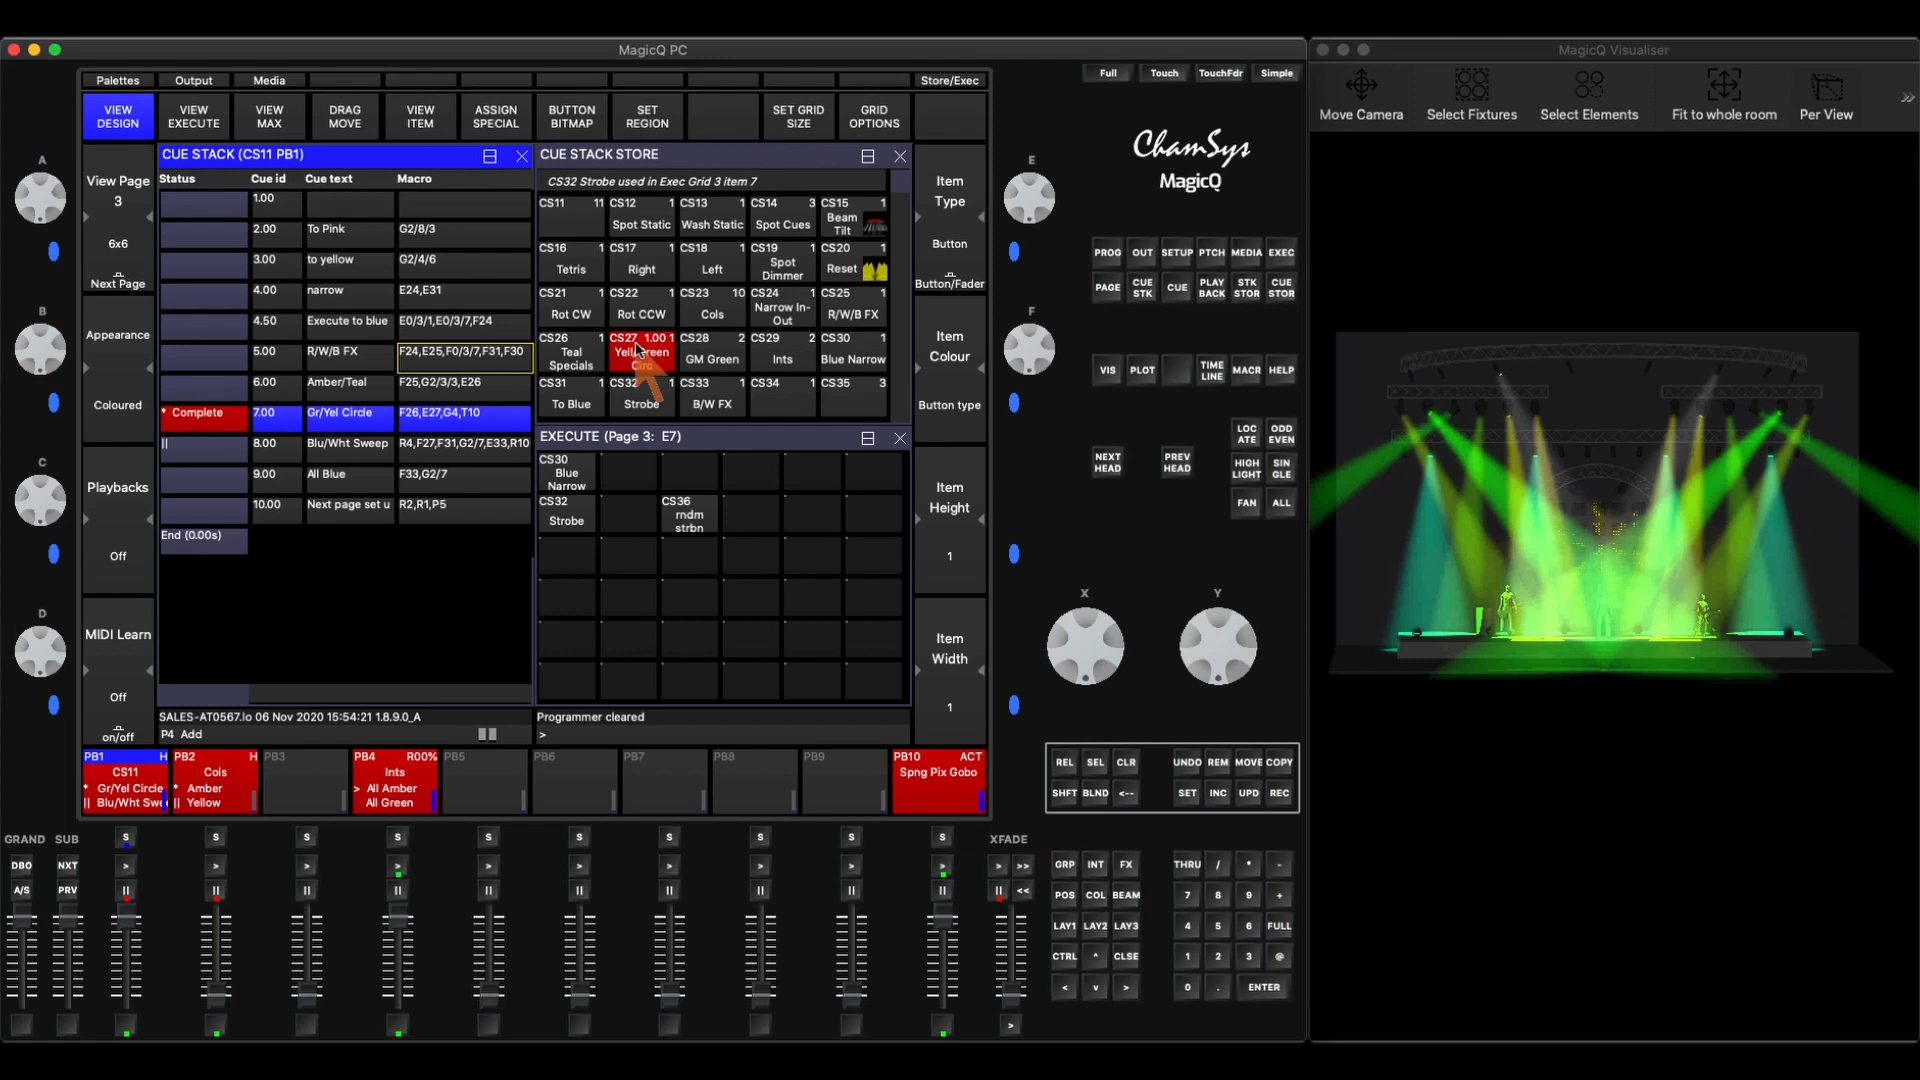 MagicQ PC
MagicQ Visualiser
Palettes Output Media Store/Exec
Full Touch TouchFdr Simple
VIEW DESIGN
VIEW EXECUTE
VIEW MAX
DRAG MOVE
VIEW ITEM
ASSIGN SPECIAL
BUTTON BITMAP
SET REGION
SET GRID SIZE
GRID OPTIONS
Move Camera Select Fixtures Select Elements Fit to whole room Per View
ChamSys
MagicQ
A
B
C
D
View Page
3
6x6
Next Page
Appearance
Coloured
Playbacks
Off
MIDI Learn
Off
on/off
CUE STACK (CS11 PB1)
Status Cue id Cue text Macro
1.00
2.00 To Pink G2/8/3
3.00 to yellow G2/4/6
4.00 narrow E24,E31
4.50 Execute to blue E0/3/1,E0/3/7,F24
5.00 R/W/B FX F24,E25,F0/3/7,F31,F30
6.00 Amber/Teal F25,G2/3/3,E26
* Complete 7.00 Gr/Yel Circle F26,E27,G4,T10
|| 8.00 Blu/Wht Sweep R4,F27,F31,G2/7,E33,R10
9.00 All Blue F33,G2/7
10.00 Next page set u R2,R1,P5
End (0.00s)
CUE STACK STORE
CS32 Strobe used in Exec Grid 3 item 7
CS11 11
CS12 1 Spot Static
CS13 1 Wash Static
CS14 3 Spot Cues
CS15 1 Beam Tilt
CS16 1 Tetris
CS17 1 Right
CS18 1 Left
CS19 1 Spot Dimmer
CS20 1 Reset
CS21 1 Rot CW
CS22 1 Rot CCW
CS23 10 Cols
CS24 1 Narrow In-Out
CS25 1 R/W/B FX
CS26 1 Teal Specials
CS27 1.00 1
CS28 2 GM Green
CS29 2 Ints
CS30 1 Blue Narrow
CS31 1 To Blue
CS32 1 Strobe
CS33 1 B/W FX
CS34 1
CS35 3
EXECUTE (Page 3: E7)
CS30 Blue Narrow
CS32 Strobe
CS36 rndm strbn
Item Type
Button
Button/Fader
Item Colour
Button type
Item Height
1
Item Width
1
SALES-AT0567.lo 06 Nov 2020 15:54:21 1.8.9.0_A
P4 Add
Programmer cleared
>
PB1 H CS11 * Gr/Yel Circle || Blu/Wht Swe
PB2 H Cols * Amber || Yellow
PB3
PB4 R00% Ints > All Amber All Green
PB5
PB6
PB7
PB8
PB9
PB10 ACT Spng Pix Gobo
E
F
PROG OUT SETUP PTCH MEDIA EXEC
PAGE CUE STK CUE PLAY BACK STK STOR CUE STOR
VIS PLOT TIME LINE MACR HELP
LOC ATE ODD EVEN
NEXT HEAD PREV HEAD HIGH LIGHT SIN GLE
FAN ALL
X Y
REL SEL CLR UNDO REM MOVE COPY
SHFT BLND <-- SET INC UPD REC
GRAND SUB
S S S S S S S S S S
XFADE
DBO NXT > > > > > > > > > > > >>
A/S PRV || || || || || || || || || || || <<
>
GRP INT FX THRU / * -
POS COL BEAM 7 8 9 +
LAY1 LAY2 LAY3 4 5 6 FULL
CTRL ^ CLSE 1 2 3 @
< v > 0 . ENTER